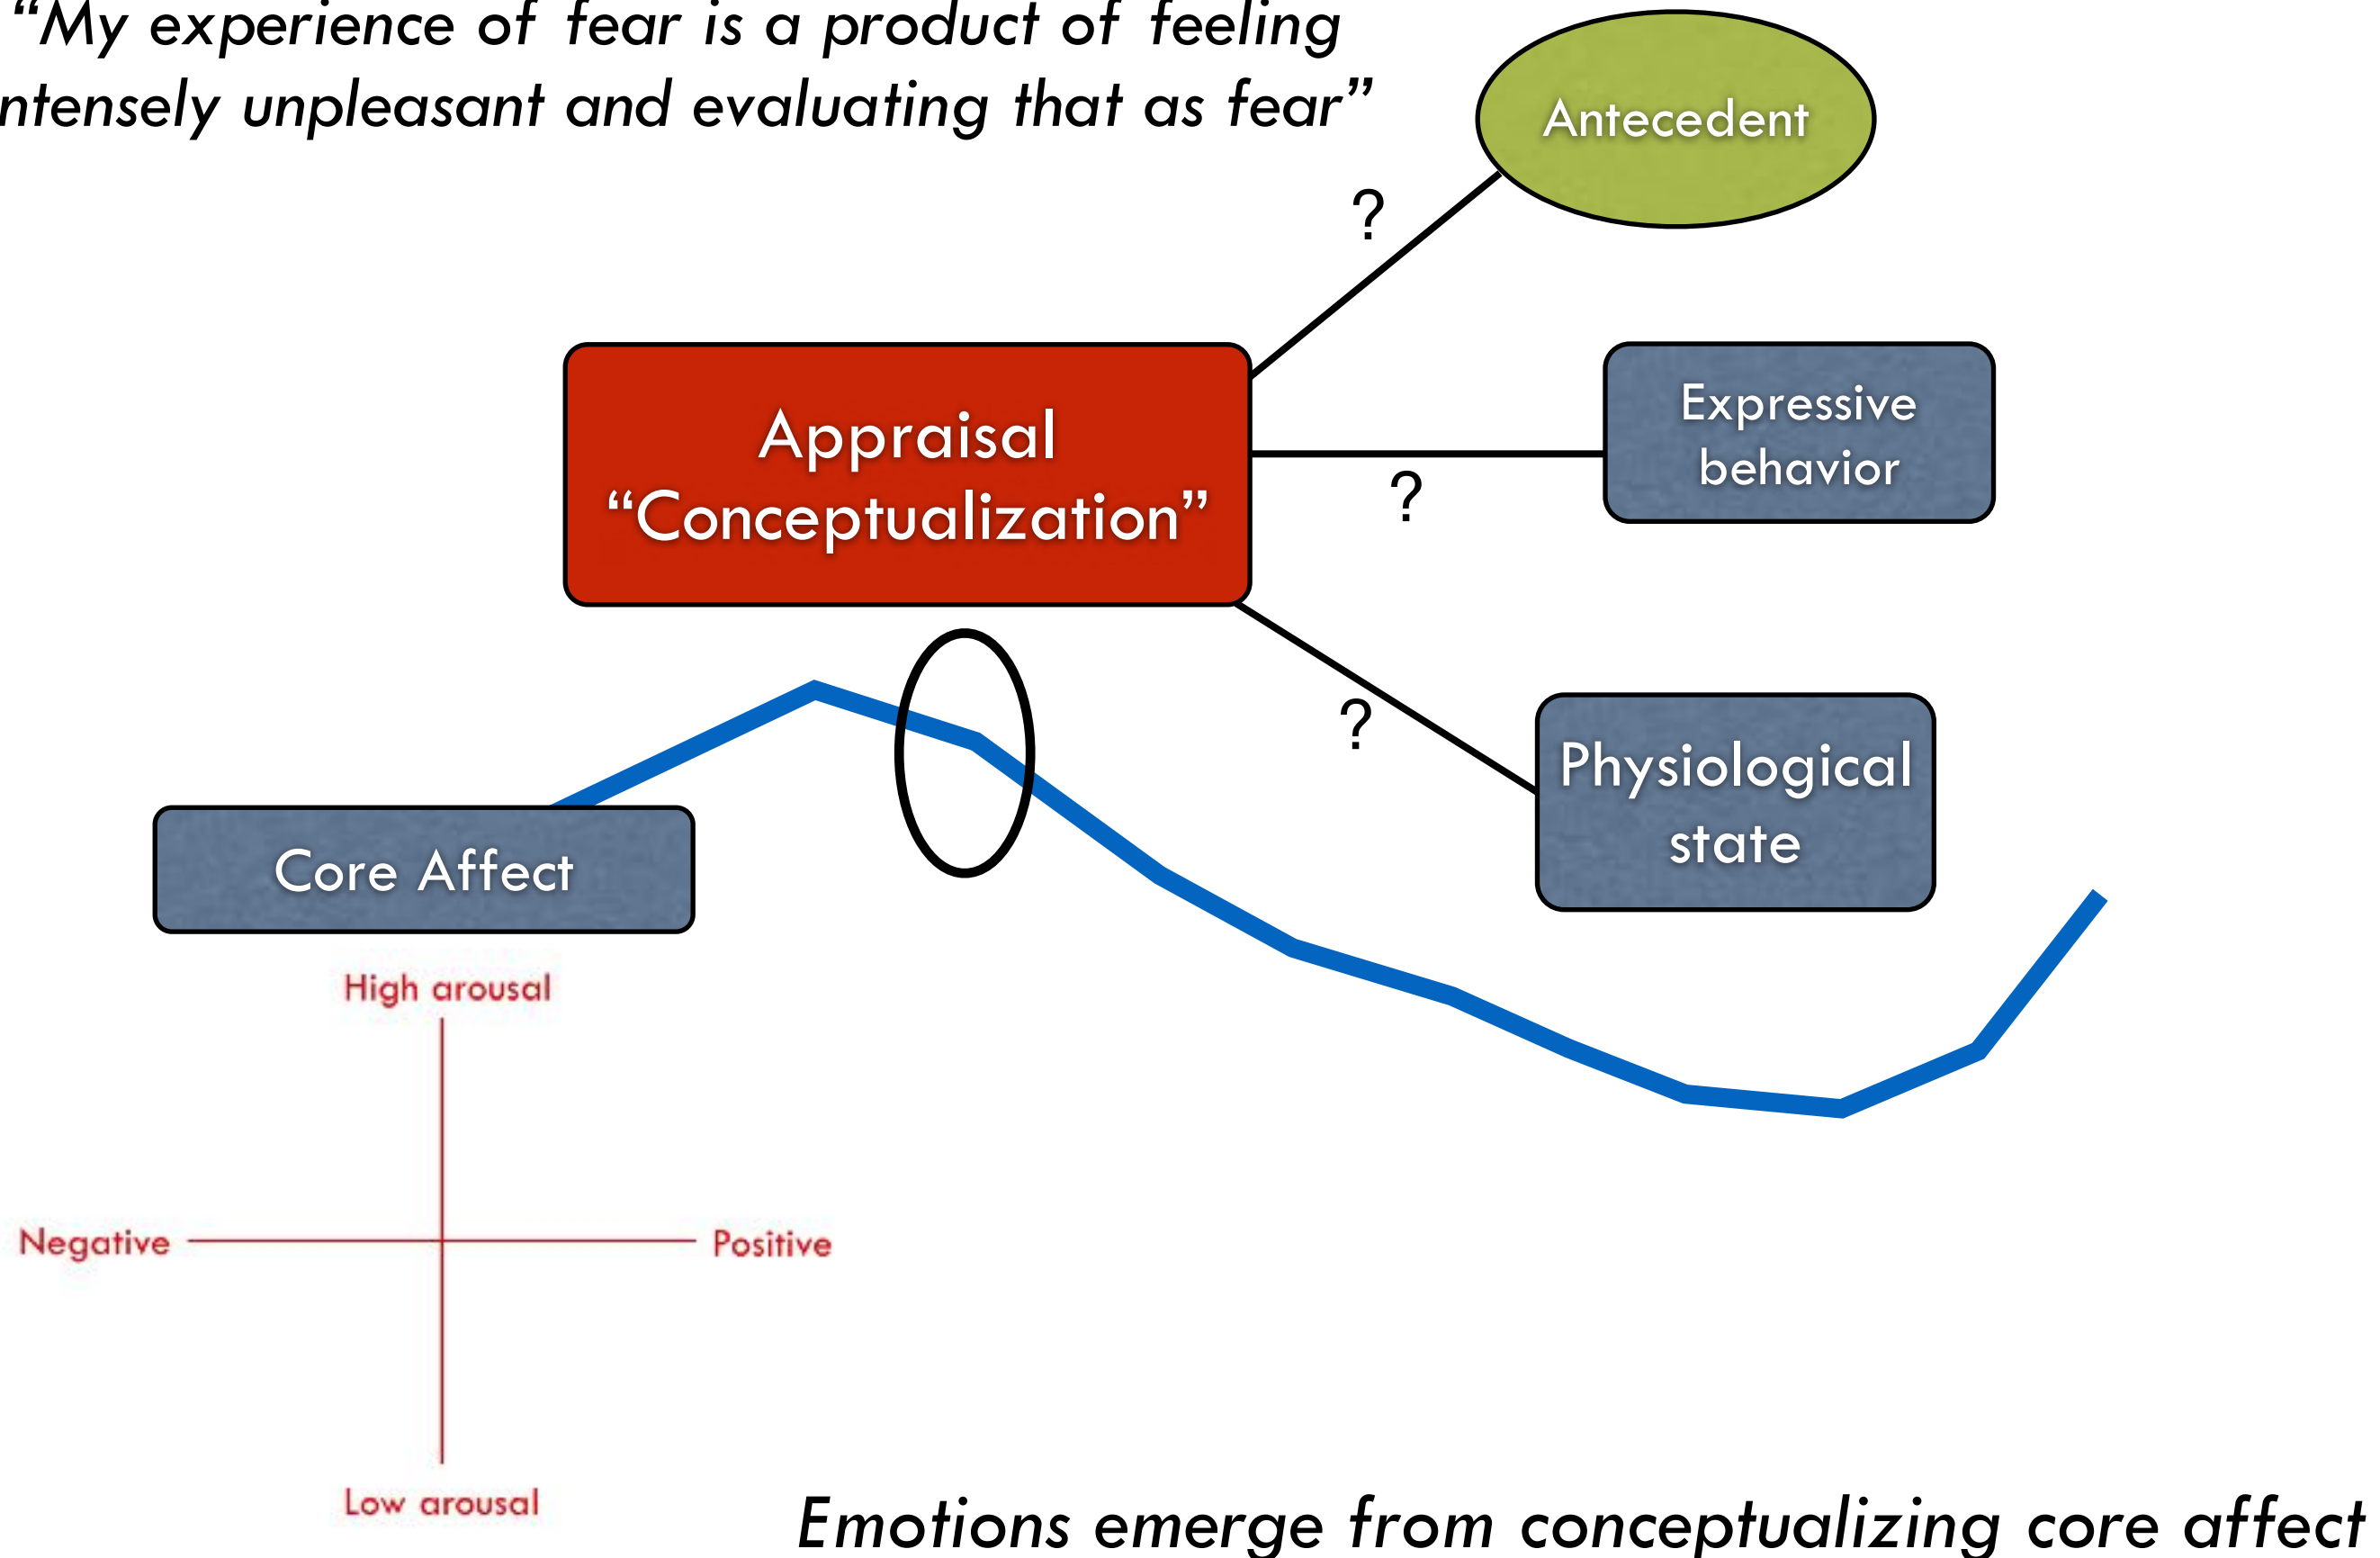 “My experience of fear is a product of feeling
ntensely unpleasant and evaluating that as fear”
Antecedent
?
Appraisal
“Conceptualization”
?
Expressive
behavior
?
Physiological
state
Core Affect
High arousal
Negative
Positive
Low arousal
Emotions emerge from conceptualizing core affect